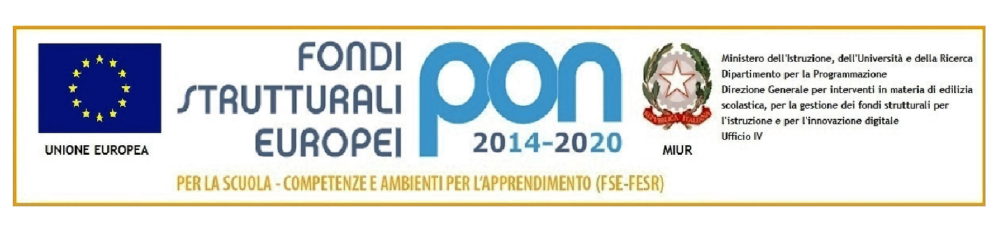 UNIONE EUROPEA
FONDI
STRUTTURALI
EUROPEI
pon
2014-2020
PER LA SCUOLA - COMPETENZE E AMBIENTI PER L'APPRENDIMENTO (FSE-FESR)
REPVBBLICA ITALIANA
MIUR
Ministero dell'Istruzione, dell'Università e della Ricerca
Dipartimento per la Programmazione
Direzione Generale per interventi in materia di edilizia
scolastica, per la gestione dei fondi strutturali per
l'istruzione e per l'innovazione digitale
Ufficio IV